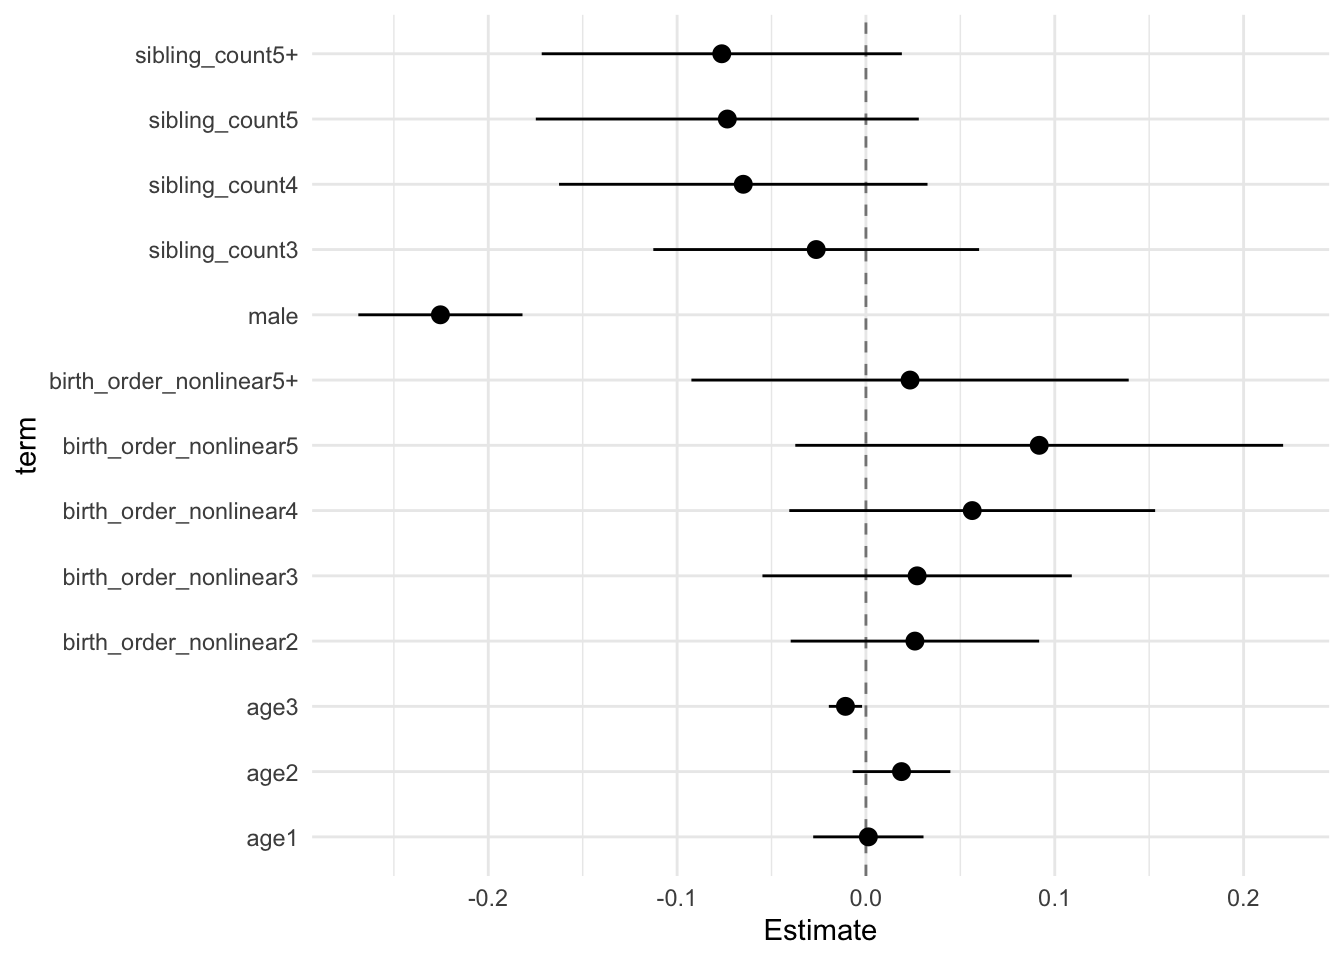 sibling_count5+
sibling_count5
sibling_count4
sibling_count3
male
birth_order_nonlinear5+
birth_order_nonlinear5
birth_order_nonlinear4
birth_order_nonlinear3
birth_order_nonlinear2
age3
age2
age1
term
-0.2 -0.1 0.0 0.1 0.2
Estimate